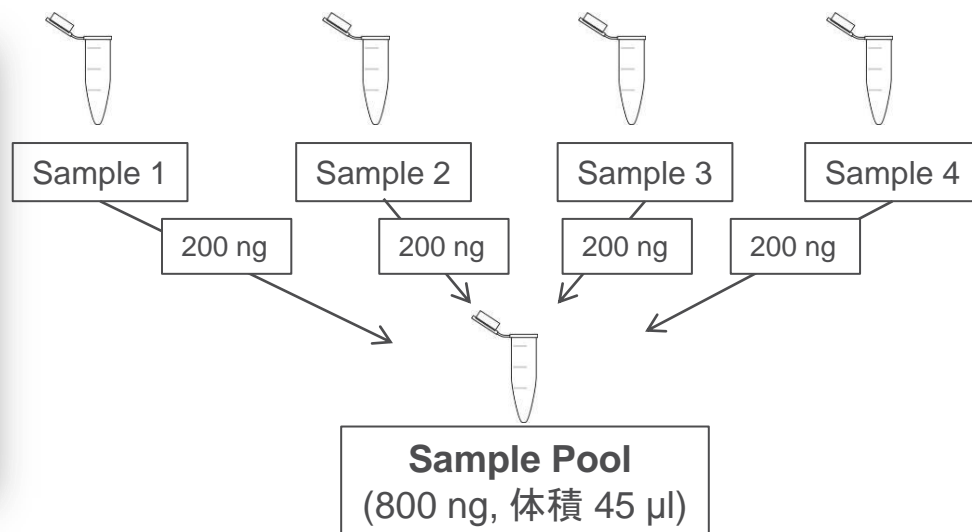 Sample 1
Sample 2
Sample 3
Sample 4
200 ng
200 ng
200 ng
200 ng
Sample Pool
(800 ng, 体積 45 µl)